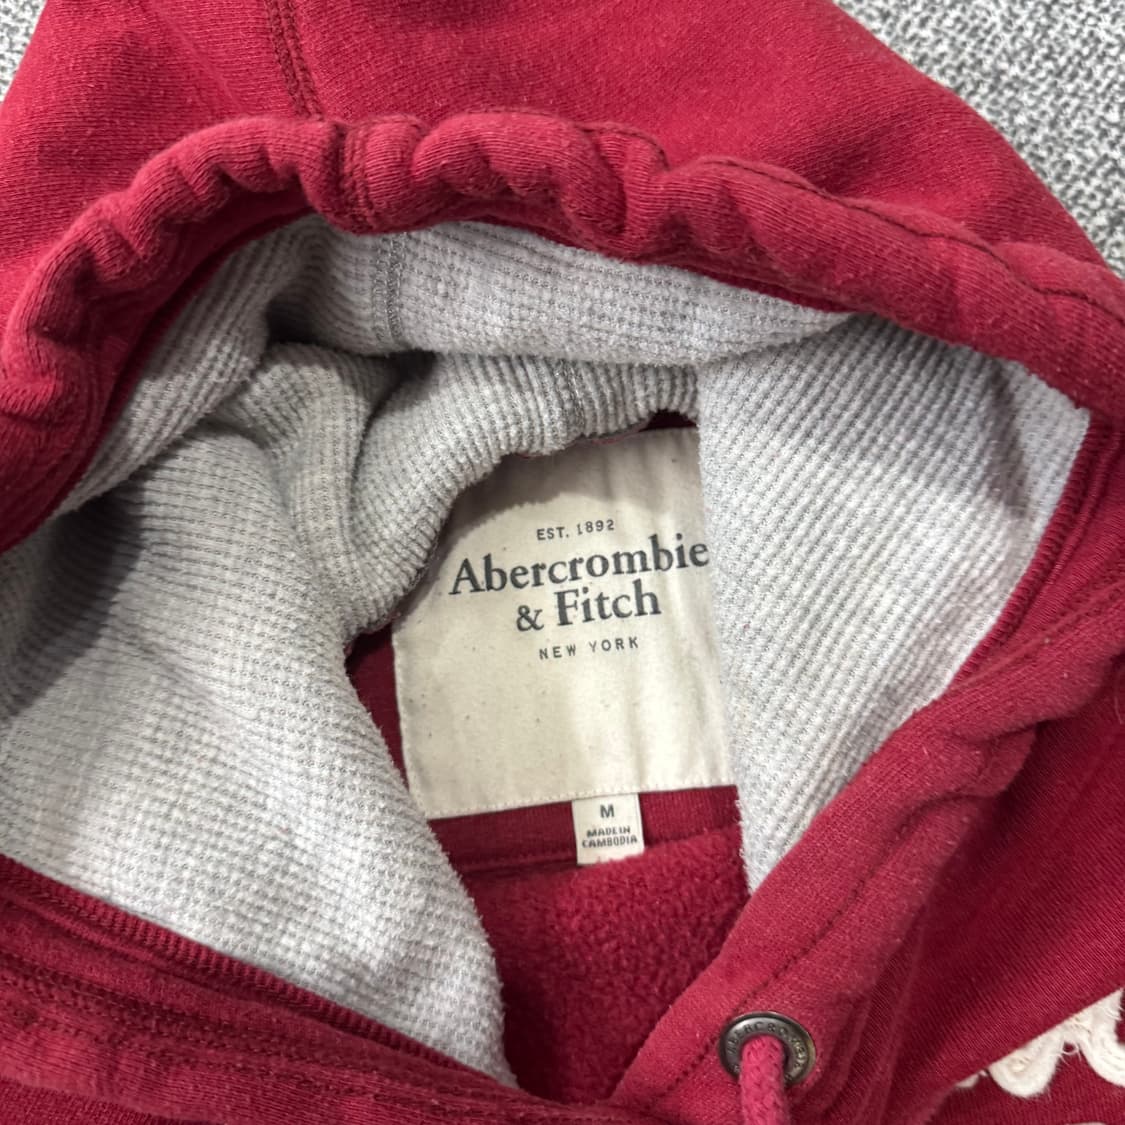 EST. 1892
Abercrombie
& Fitch
NEW YORK
M
MADE IN
CAMBODIA